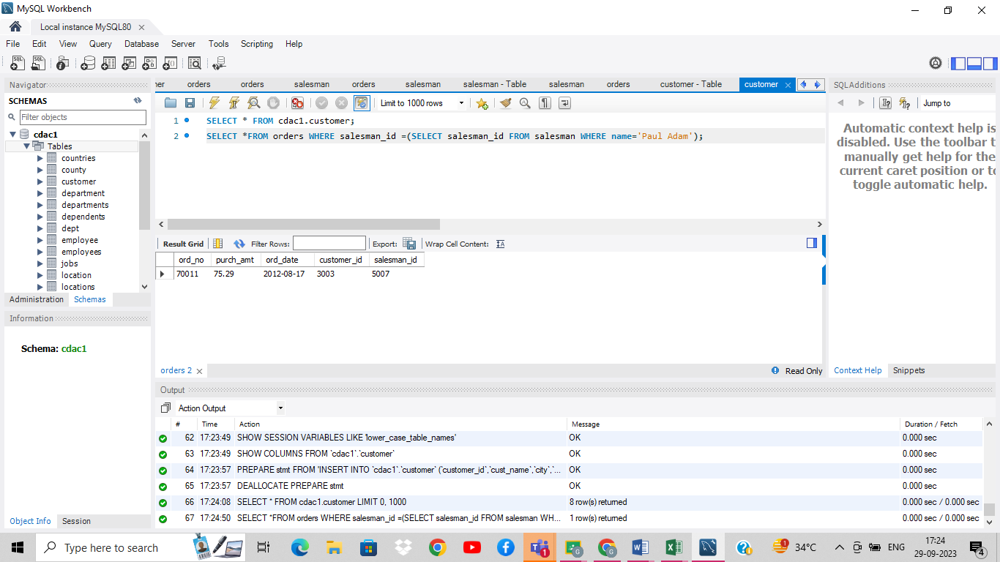 MySQL Workbench
Local instance MySQL80
File Edit View Query Database Server Tools Scripting Help
Navigator
SCHEMAS
Filter objects
cdac1
Tables
countries
county
customer
department
departments
dependents
dept
employee
employees
jobs
location
locations
Administration Schemas
Information
Schema: cdac1
Object Info Session
ner orders orders salesman orders salesman salesman - Table salesman orders customer - Table customer
Limit to 1000 rows
1 SELECT * FROM cdac1.customer;
2 SELECT *FROM orders WHERE salesman_id =(SELECT salesman_id FROM salesman WHERE name='Paul Adam');
Result Grid Filter Rows: Export: Wrap Cell Content:
ord_no purch_amt ord_date customer_id salesman_id
70011 75.29 2012-08-17 3003 5007
orders 2
Read Only
SQLAdditions
Jump to
Automatic context help is
disabled. Use the toolbar t
manually get help for the
current caret position or to
toggle automatic help.
Context Help Snippets
Output
Action Output
# Time Action Message Duration / Fetch
62 17:23:49 SHOW SESSION VARIABLES LIKE 'lower_case_table_names' OK 0.000 sec
63 17:23:49 SHOW COLUMNS FROM `cdac1`.`customer` OK 0.000 sec
64 17:23:57 PREPARE stmt FROM 'INSERT INTO `cdac1`.`customer` (`customer_id`,`cust_name`,`city`,`... OK 0.000 sec
65 17:23:57 DEALLOCATE PREPARE stmt OK 0.000 sec
66 17:24:08 SELECT * FROM cdac1.customer LIMIT 0, 1000 8 row(s) returned 0.000 sec / 0.000 sec
67 17:24:50 SELECT *FROM orders WHERE salesman_id =(SELECT salesman_id FROM salesman WH... 1 row(s) returned 0.000 sec / 0.000 sec
Type here to search
34°C
ENG
17:24
29-09-2023
4